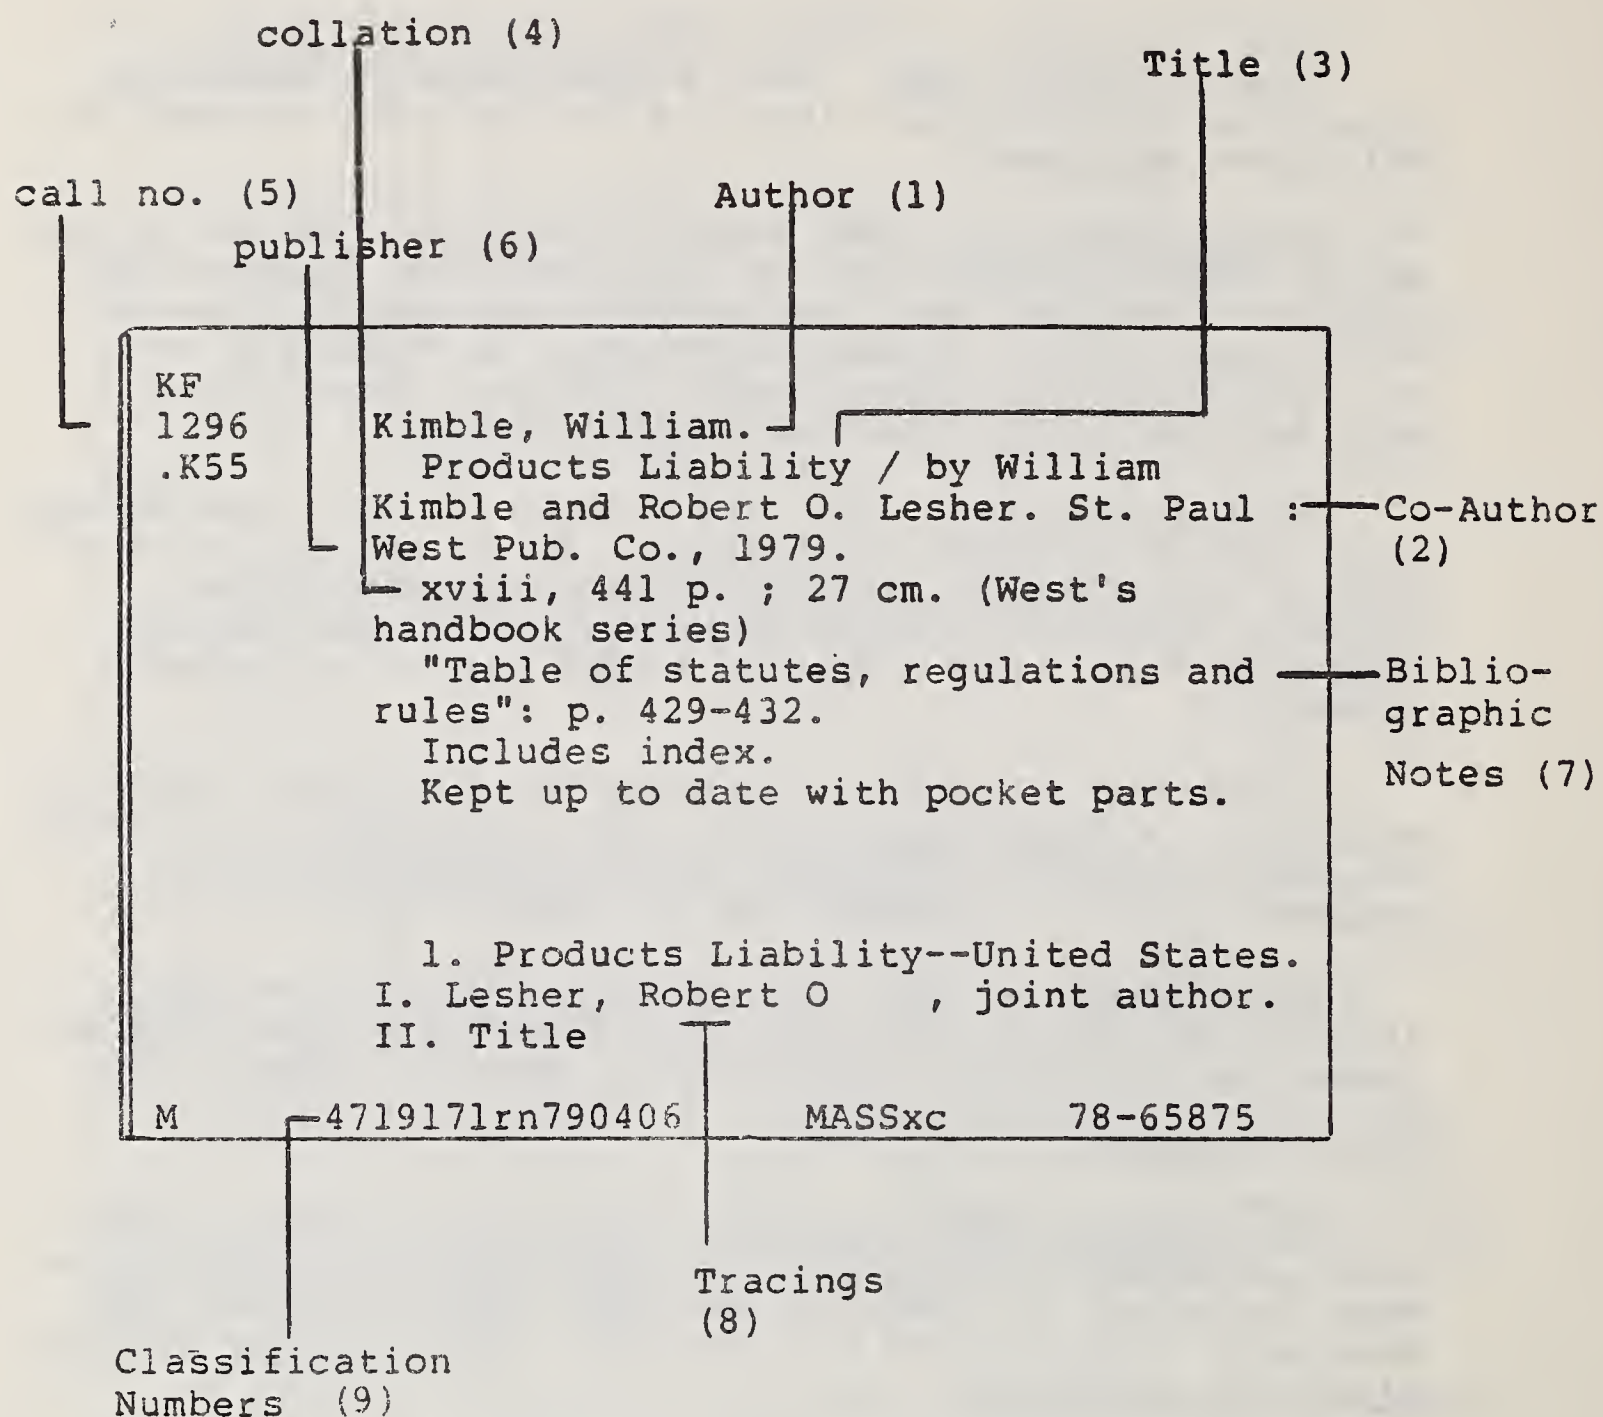 collation (4)
Title (3)
call no. (5)
Author (1)
publisher (6)
KF
1296
.K55
Kimble, William.
Products Liability / by William
Kimble and Robert O. Lesher. St. Paul :
West Pub. Co., 1979.
xviii, 441 p. ; 27 cm. (West's
handbook series)
"Table of statutes, regulations and
rules": p. 429-432.
Includes index.
Kept up to date with pocket parts.
Co-Author
(2)
Biblio-
graphic
Notes (7)
1. Products Liability--United States.
I. Lesher, Robert O    , joint author.
II. Title
M    4719171rn790406    MASSxc    78-65875
Tracings
(8)
Classification
Numbers (9)